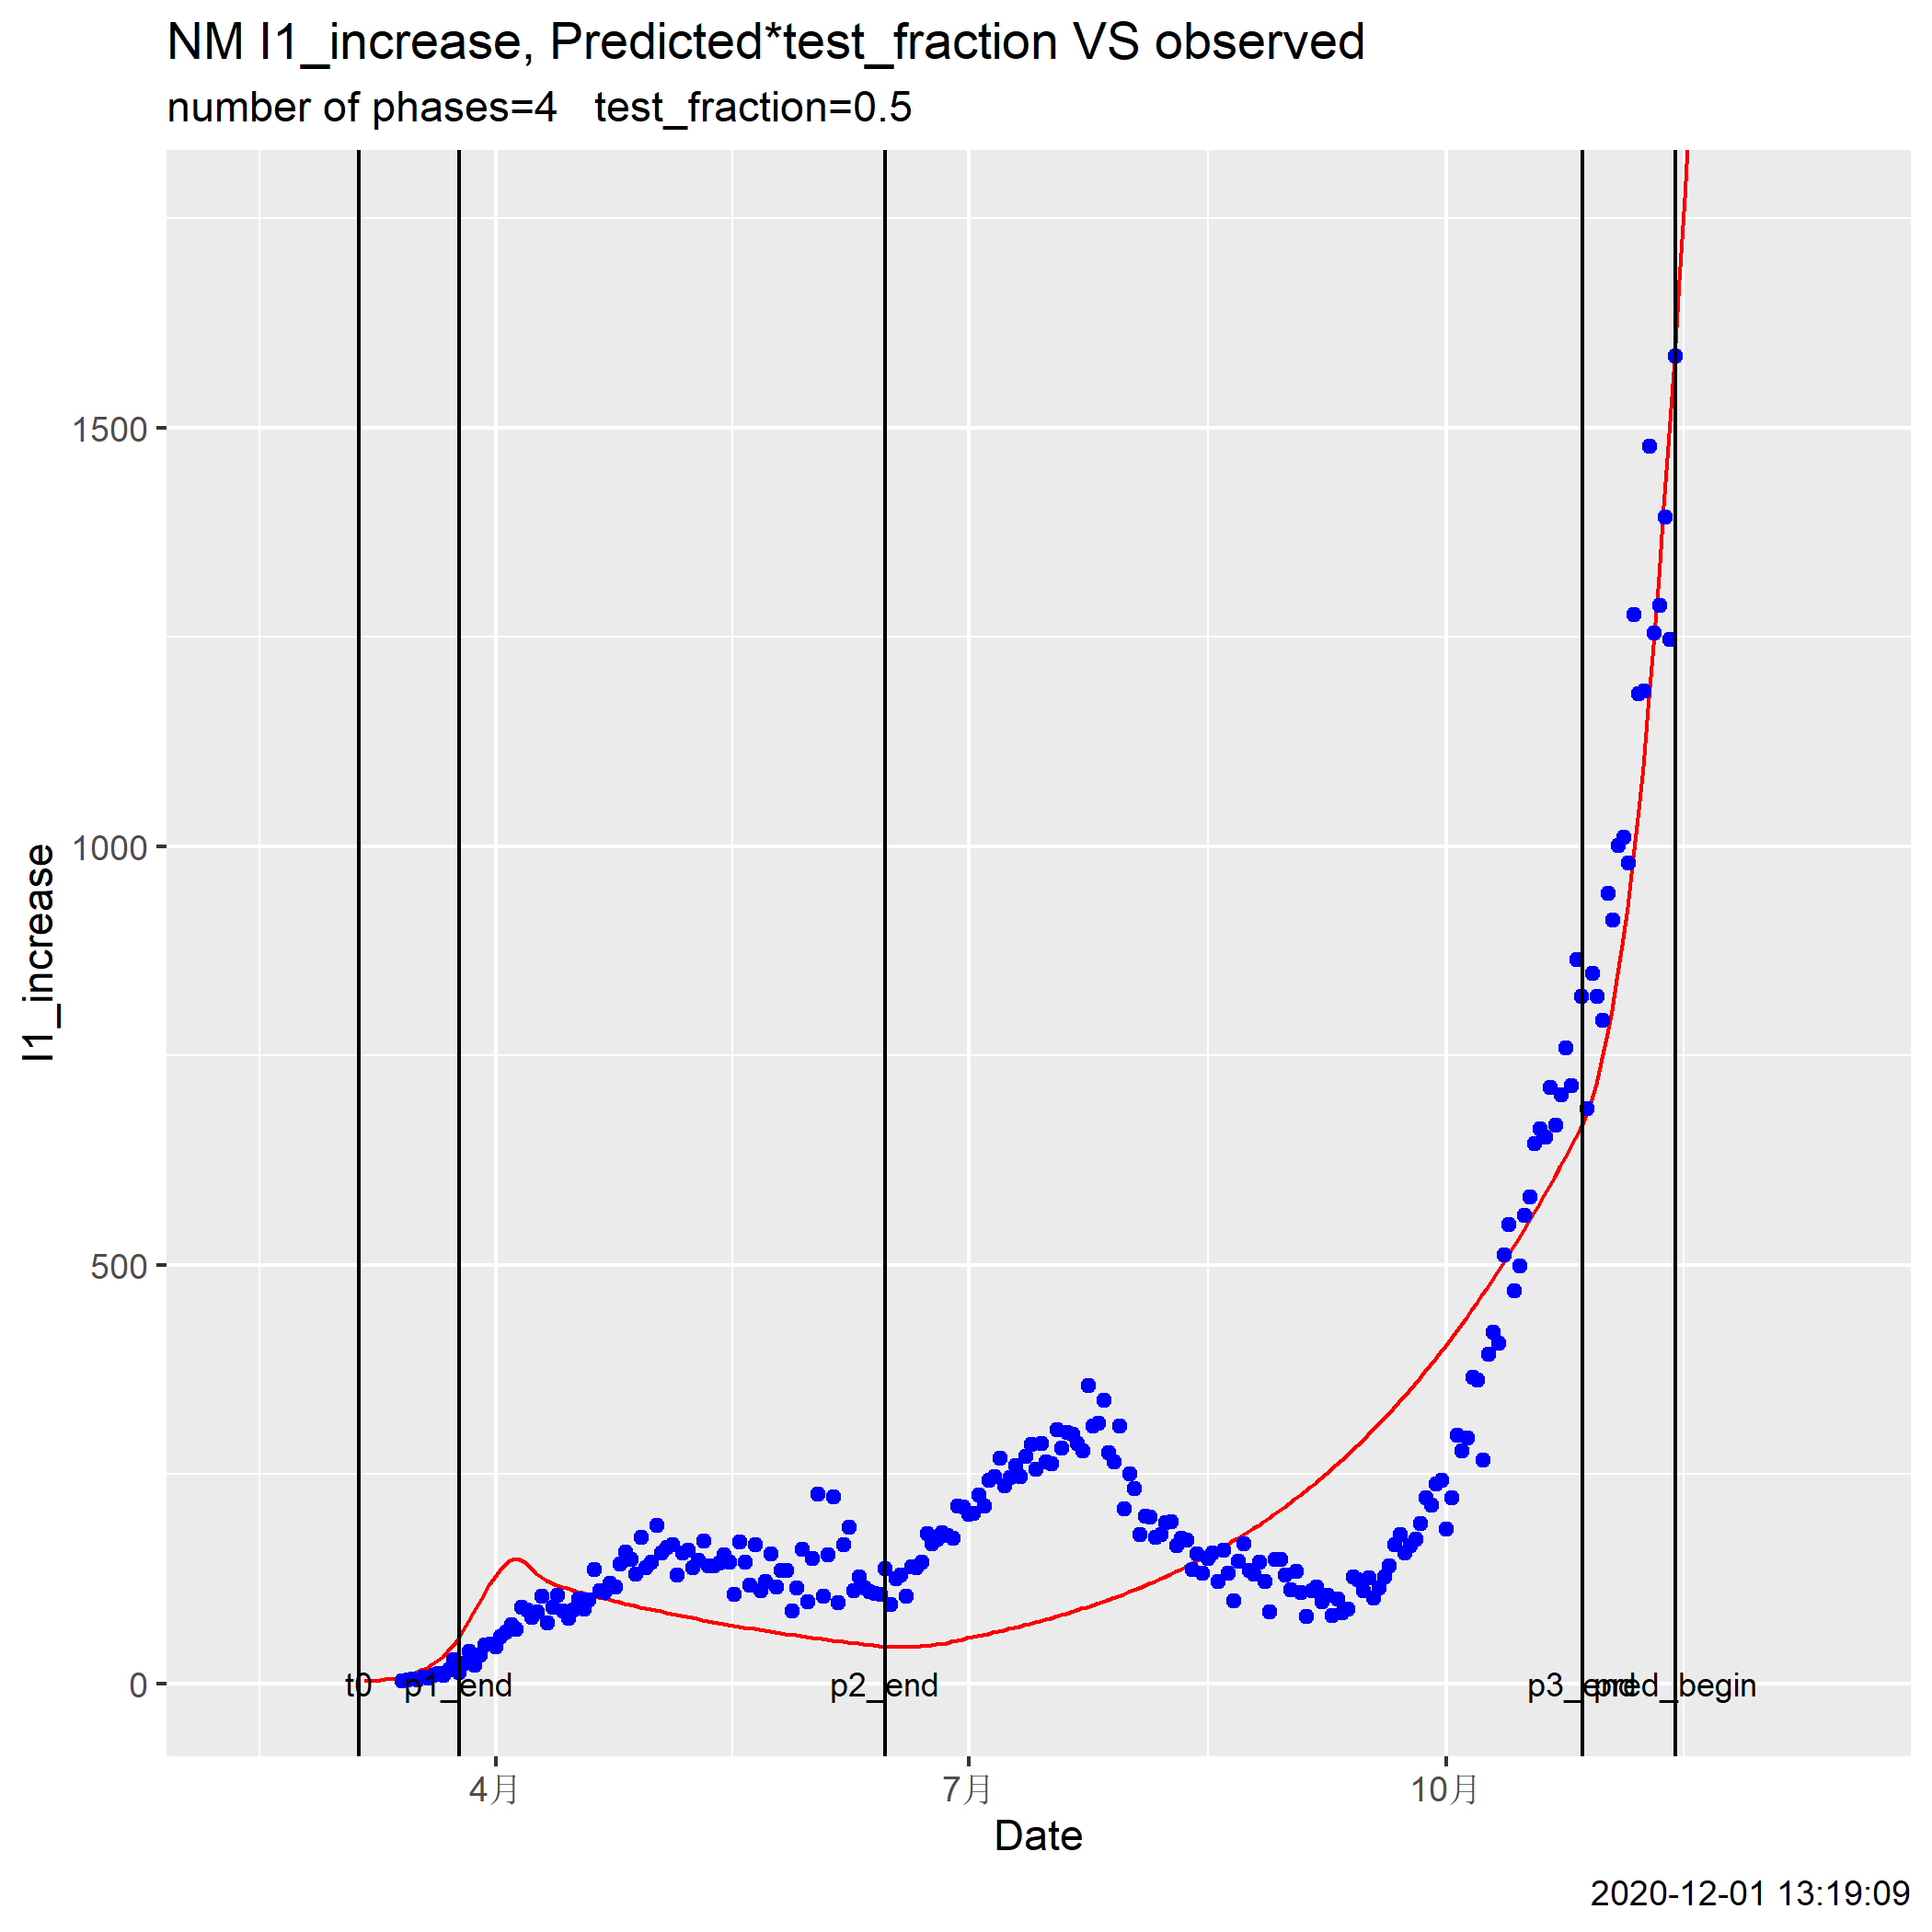 NM I1_increase, Predicted*test_fraction VS observed
number of phases=4 test_fraction=0.5
1500
1000
500
0
I1_increase
t0
p1_end
p2_end
p3_end
pred_begin
4月
7月
10月
Date
2020-12-01 13:19:09